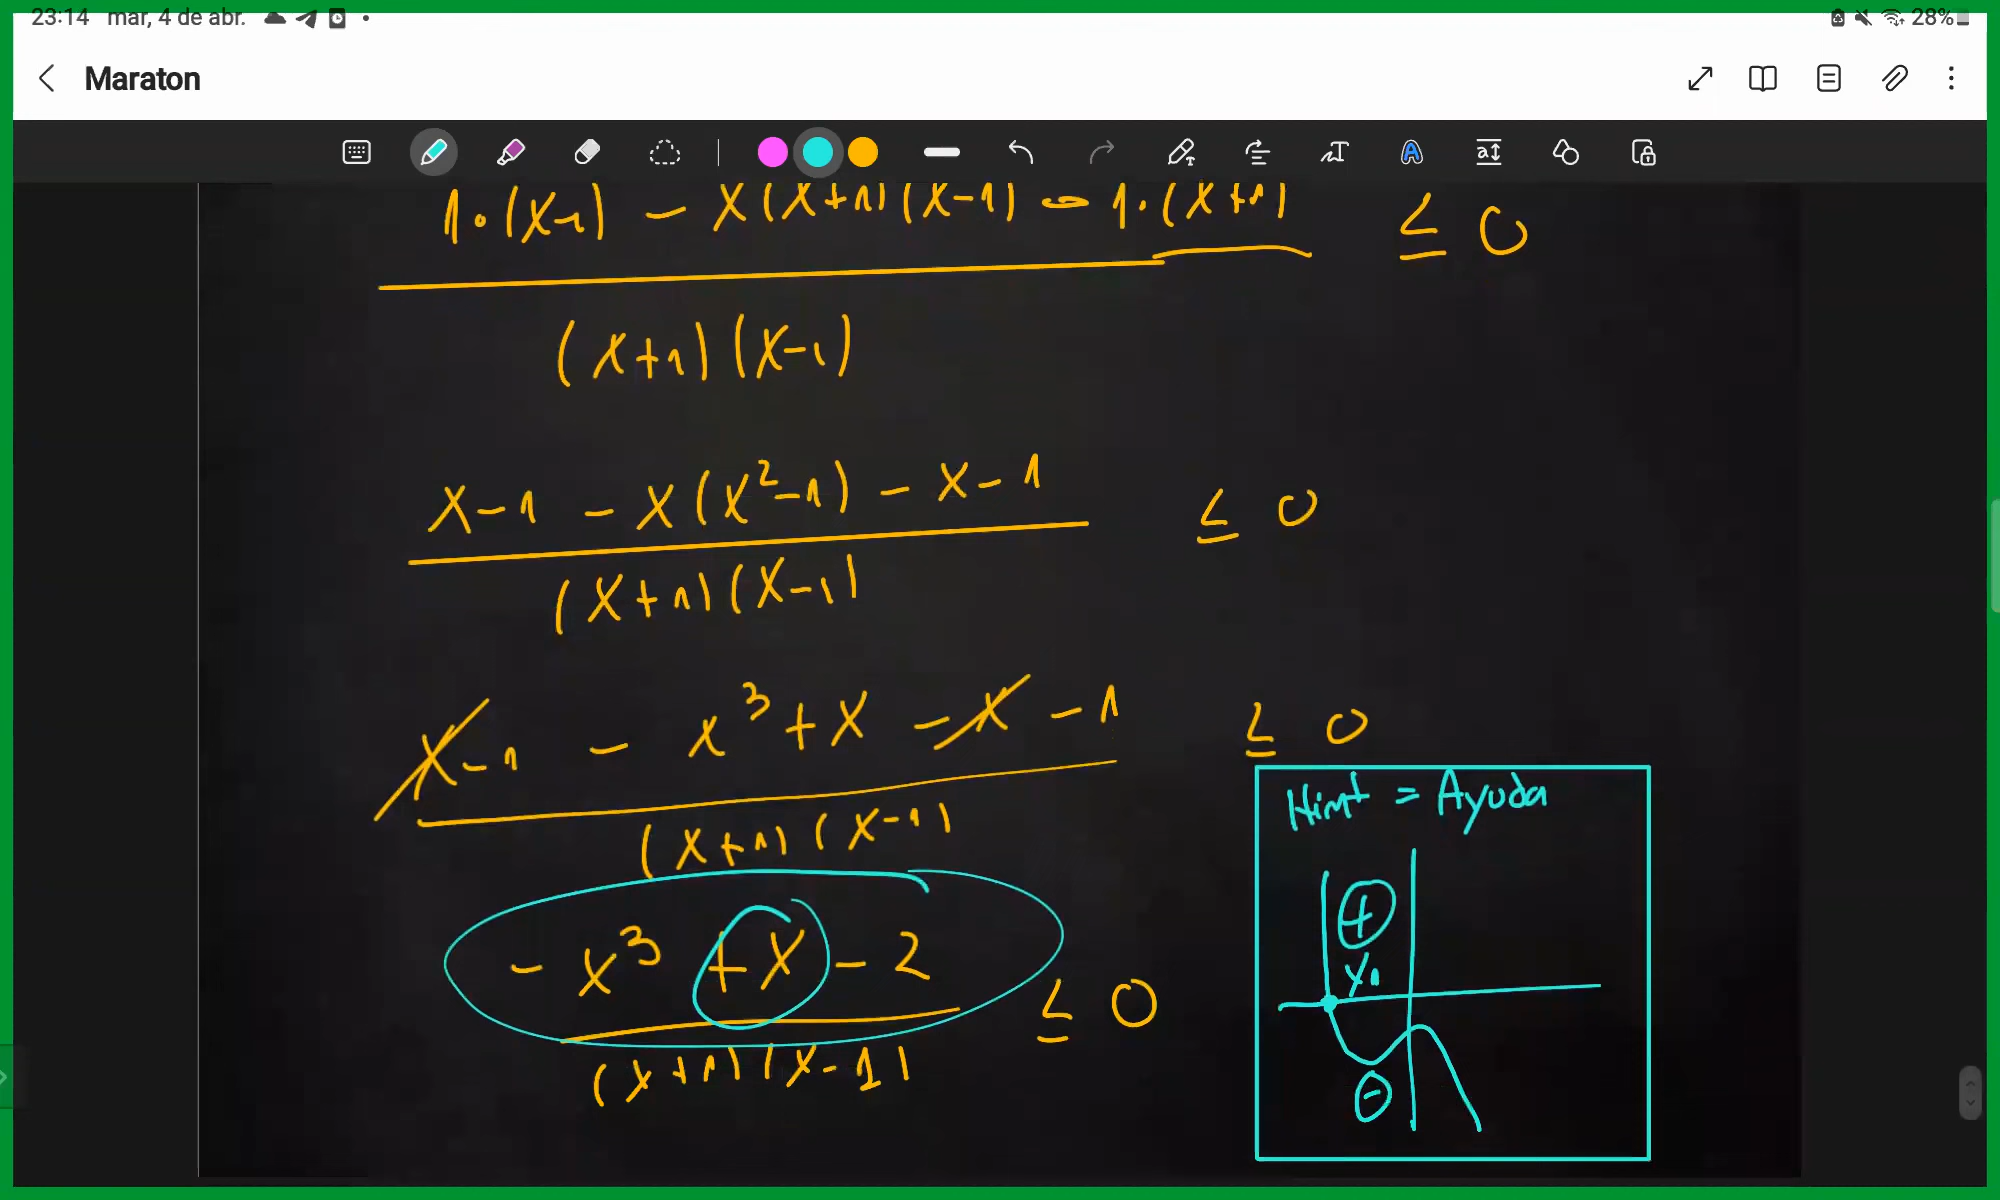 23:14 mar, 4 de abr.
28%
Maraton
1·(x-1) - x(x+1)(x-1) - 1·(x+1) ≤ 0
(x+1)(x-1)
x-1 - x(x²-1) - x-1 ≤ 0
(x+1)(x-1)
x-1 - x³+x -x -1 ≤ 0
(x+1)(x-1)
-x³ +x -2 ≤ 0
(x+1)(x-1)
Hint = Ayuda
+
x₁
-